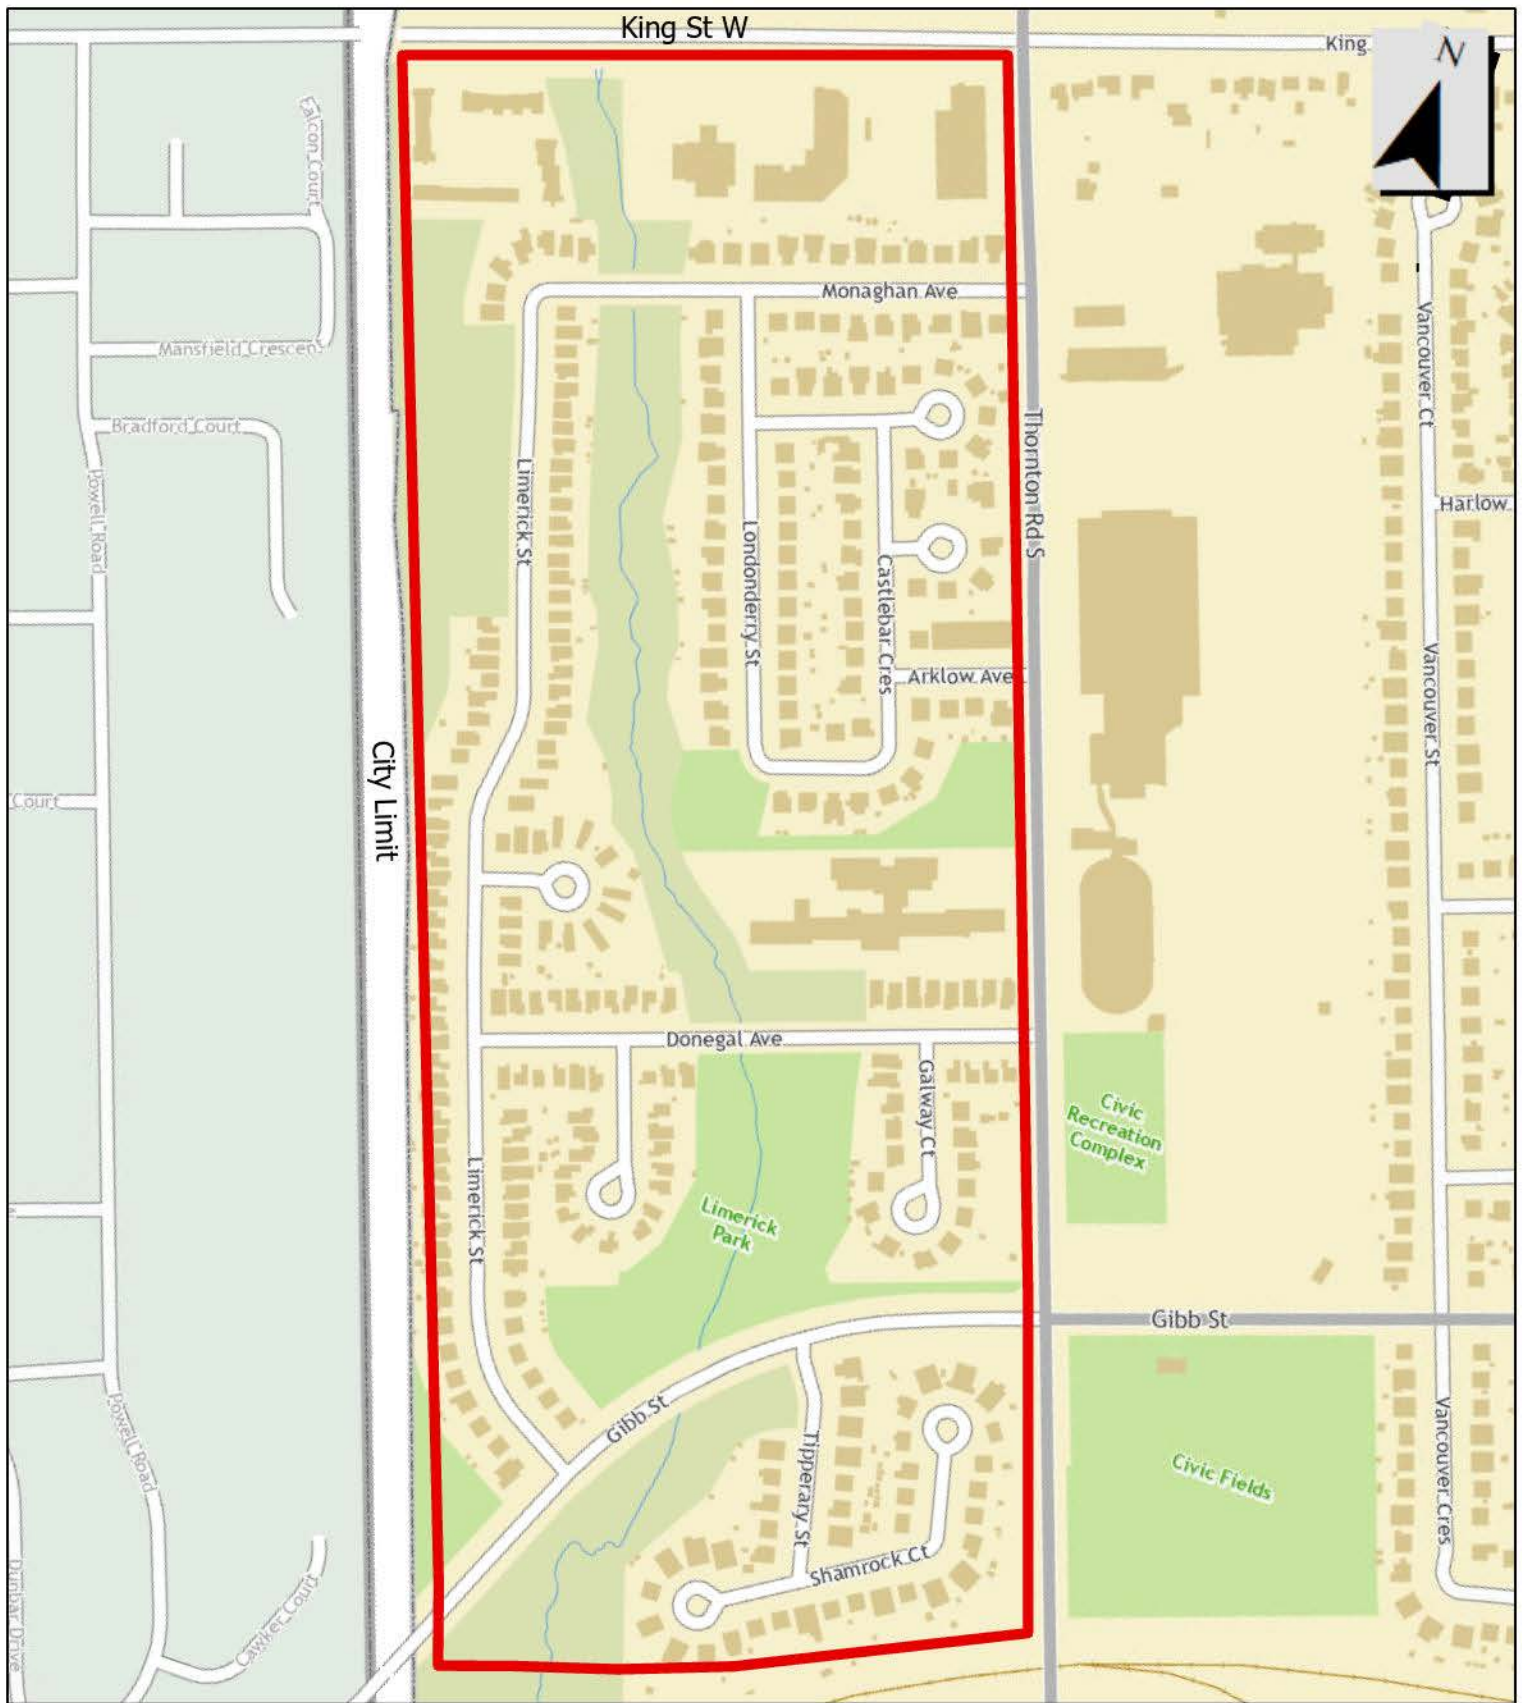 King St W
King
N
Falcon Court
Monaghan Ave
Mansfield Crescent
Vancouver Ct
Bradford Court
Thornton Rd S
Limerick St
Powell Road
Harlow
Londonderry St
Castlebar Cres
Arklow Ave
Vancouver St
City Limit
Court
Donegal Ave
Galway Ct
Civic
Recreation
Complex
Limerick St
Limerick
Park
Gibb St
Gibb St
Powell Road
Tipperary St
Civic Fields
Vancouver Cres
Shamrock Ct
Cawker Court
Dunbar Drive